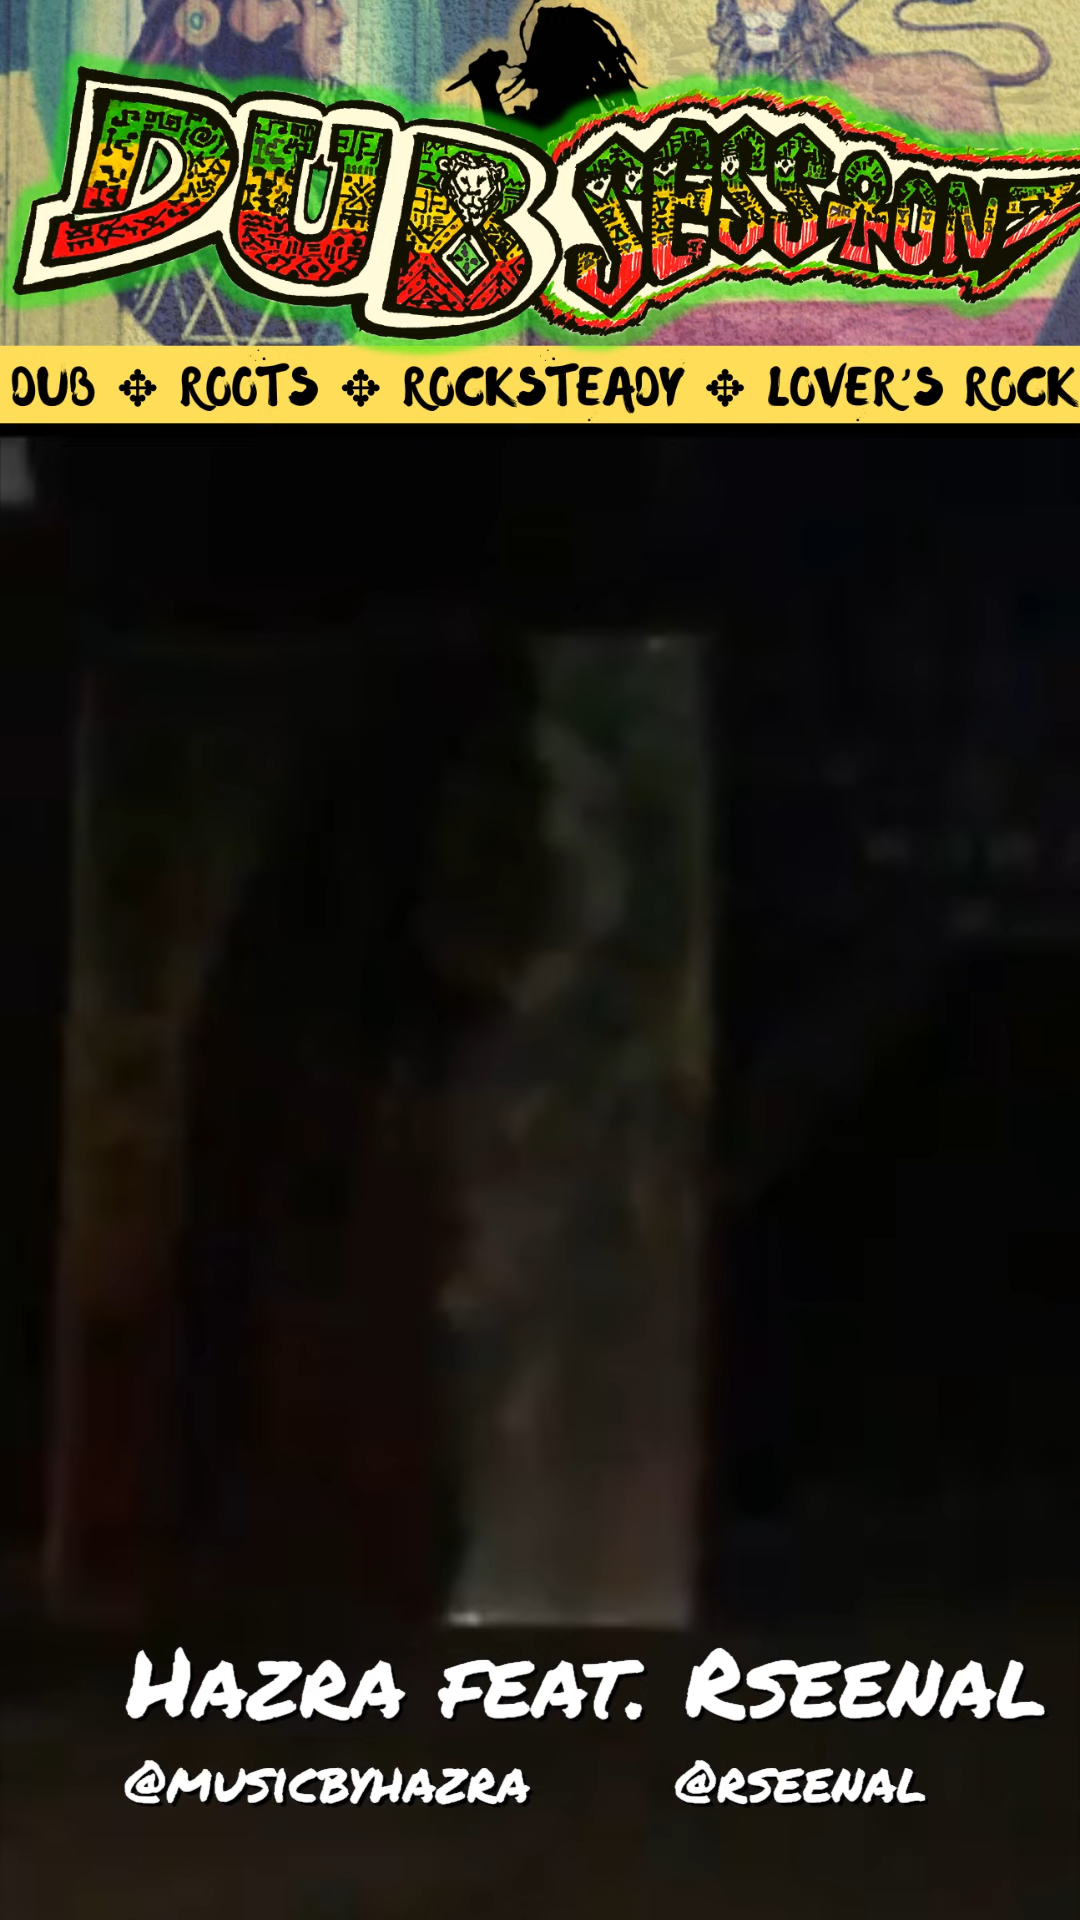 DUB SESSIONZ
DUB ROOTS ROCKSTEADY LOVER'S ROCK
HAZRA FEAT. RSEENAL
@MUSICBYHAZRA @RSEENAL